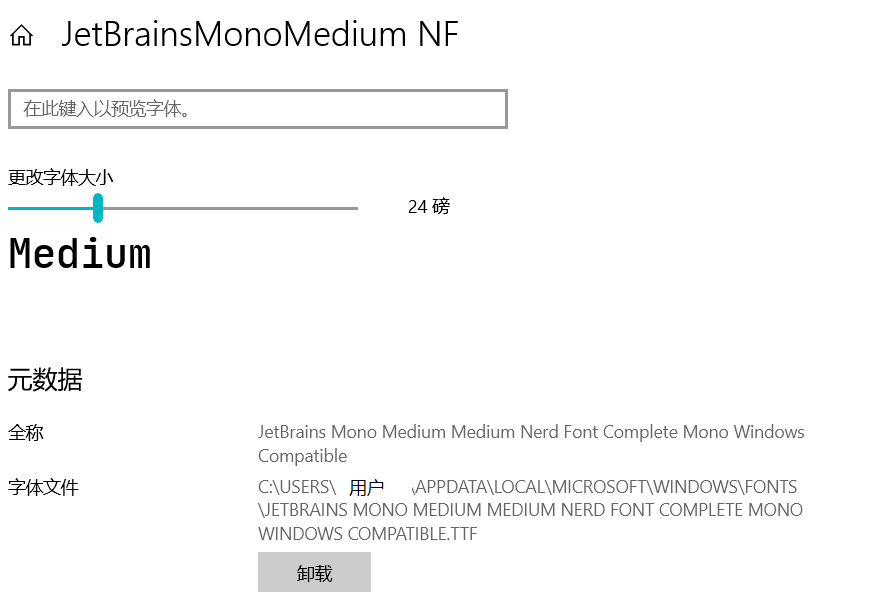 JetBrainsMonoMedium NF
在此键入以预览字体。
更改字体大小
24 磅
Medium
元数据
全称
JetBrains Mono Medium Medium Nerd Font Complete Mono Windows
Compatible
字体文件
C:\USERS\ 用户 \APPDATA\LOCAL\MICROSOFT\WINDOWS\FONTS
\JETBRAINS MONO MEDIUM MEDIUM NERD FONT COMPLETE MONO
WINDOWS COMPATIBLE.TTF
卸载